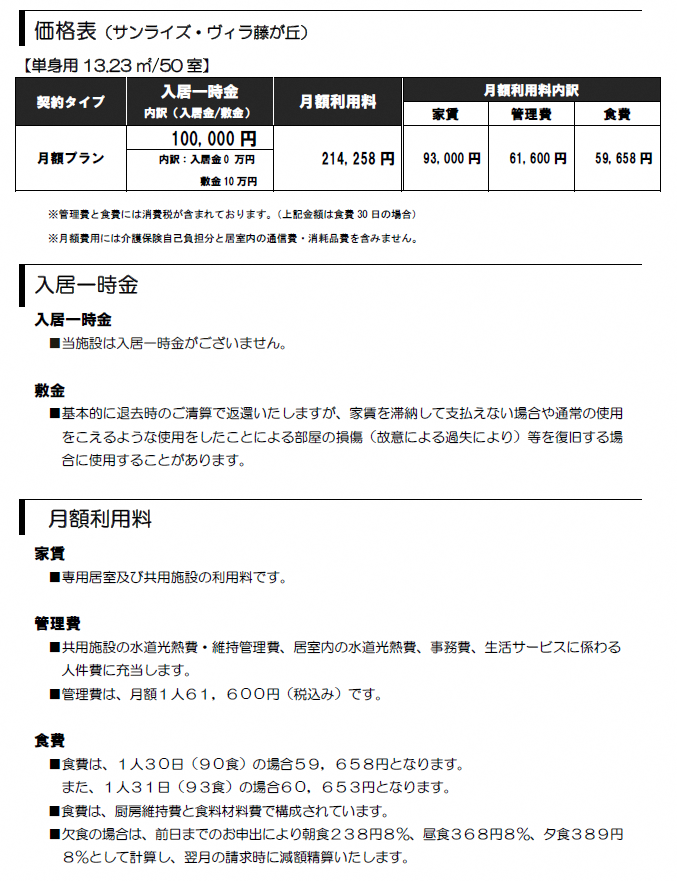 価格表（サンライズ・ヴィラ藤が丘）
【単身用 13.23 ㎡/50 室】
契約タイプ
入居一時金
内訳（入居金/敷金）
月額利用料
月額利用料内訳
家賃 管理費 食費
月額プラン
100,000 円
内訳：入居金 0 万円
敷金 10 万円
214,258 円
93,000 円 61,600 円 59,658 円
※管理費と食費には消費税が含まれております。（上記金額は食費 30 日の場合）
※月額費用には介護保険自己負担分と居室内の通信費・消耗品費を含みません。
入居一時金
入居一時金
■当施設は入居一時金がございません。
敷金
■基本的に退去時のご清算で返還いたしますが、家賃を滞納して支払えない場合や通常の使用
をこえるような使用をしたことによる部屋の損傷（故意による過失により）等を復旧する場
合に使用することがあります。
月額利用料
家賃
■専用居室及び共用施設の利用料です。
管理費
■共用施設の水道光熱費・維持管理費、居室内の水道光熱費、事務費、生活サービスに係わる
人件費に充当します。
■管理費は、月額１人６１，６００円（税込み）です。
食費
■食費は、１人３０日（９０食）の場合５９，６５８円となります。
また、１人３１日（９３食）の場合６０，６５３円となります。
■食費は、厨房維持費と食料材料費で構成されています。
■欠食の場合は、前日までのお申出により朝食２３８円８％、昼食３６８円８％、夕食３８９円
８％として計算し、翌月の請求時に減額精算いたします。